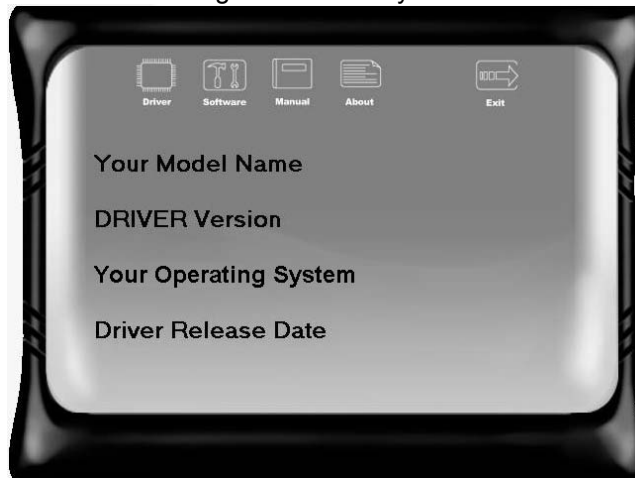 Driver Software Manual About Exit
Your Model Name
DRIVER Version
Your Operating System
Driver Release Date